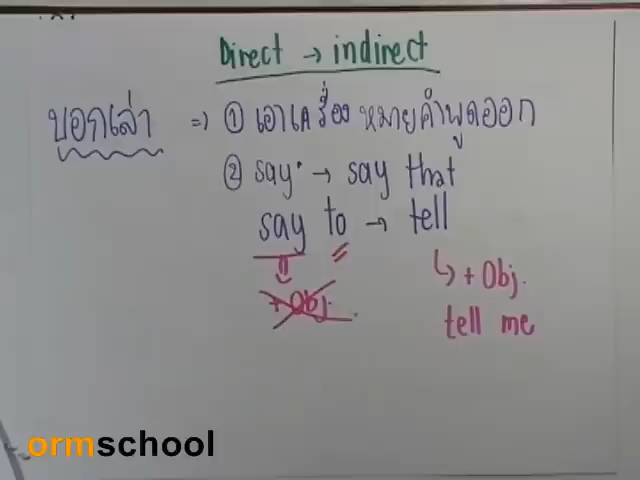 Direct → indirect
บอกเล่า ⇒ ① เอาเครื่องหมายคำพูดออก
② say → say that
say to → tell
+ Obj. ↳ + Obj.
tell me
ormschool